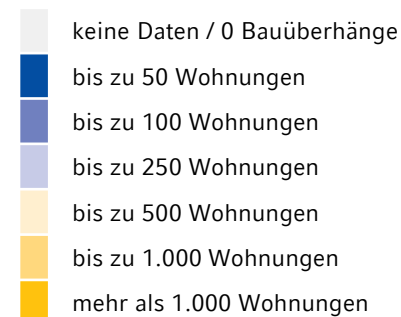 keine Daten / 0 Bauüberhänge
bis zu 50 Wohnungen
bis zu 100 Wohnungen
bis zu 250 Wohnungen
bis zu 500 Wohnungen
bis zu 1.000 Wohnungen
mehr als 1.000 Wohnungen